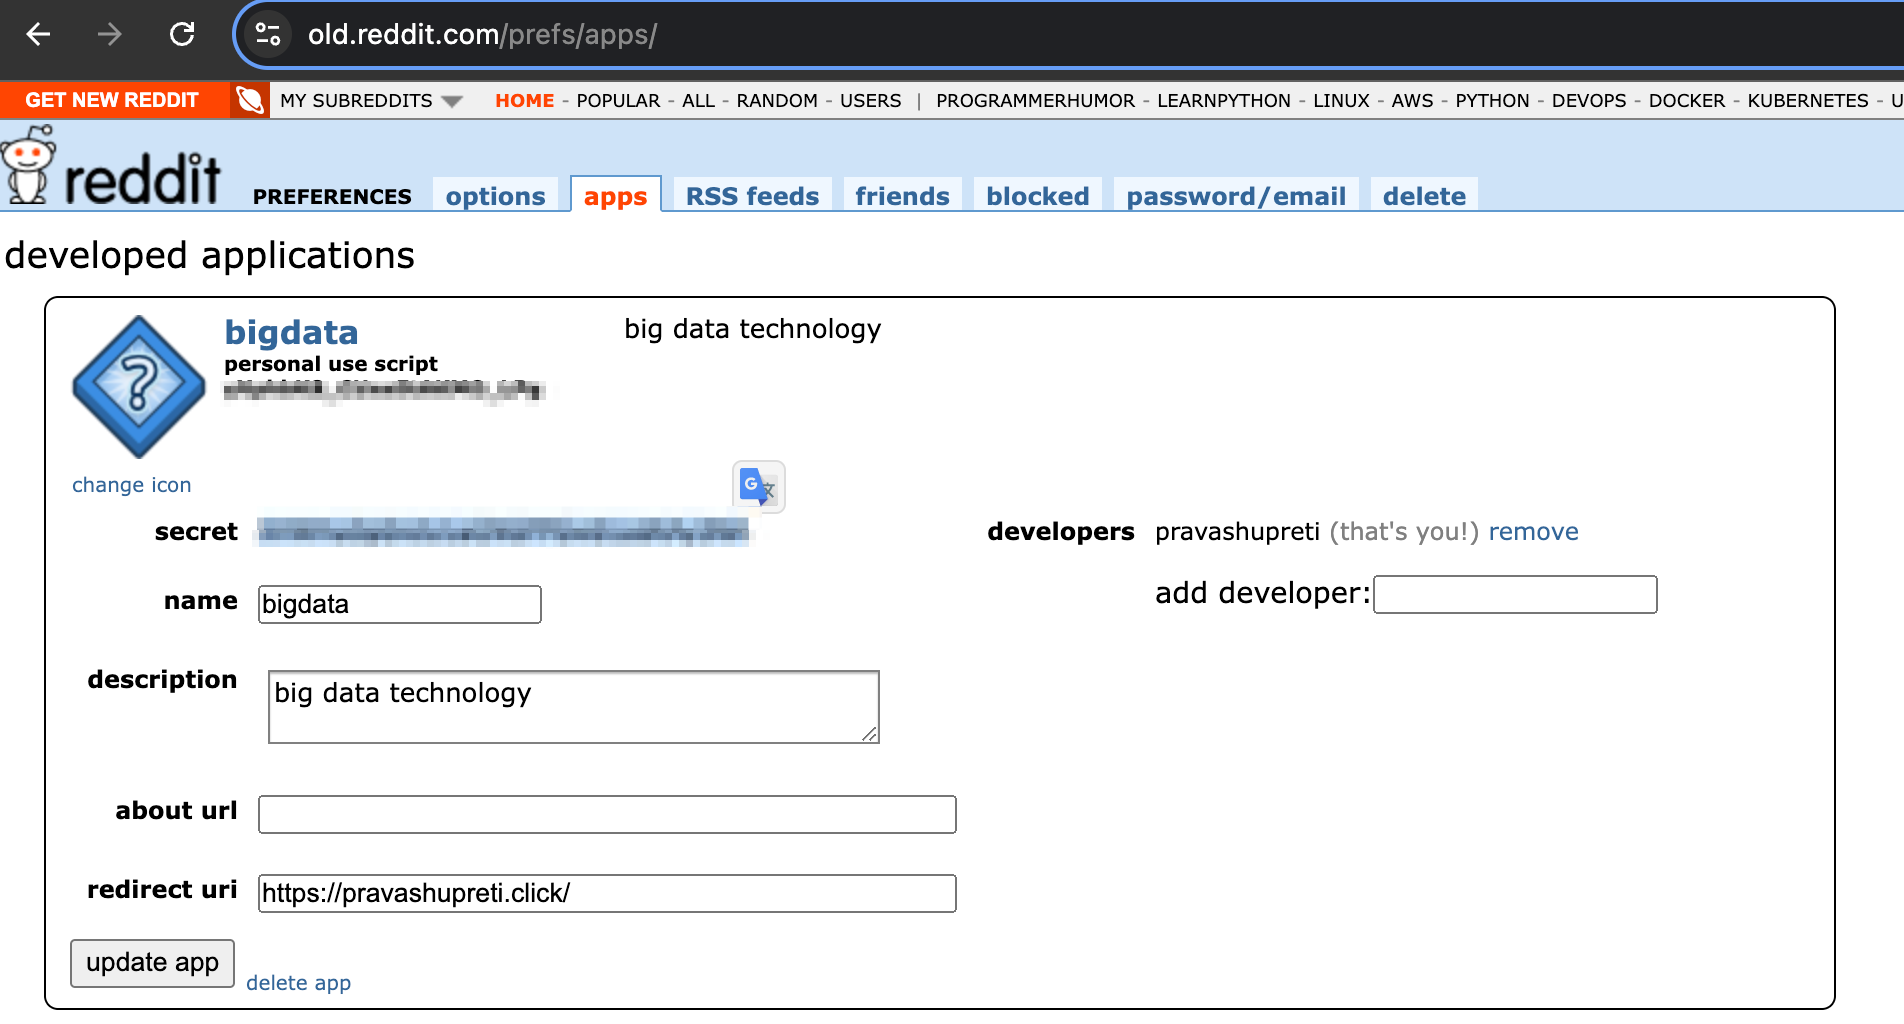 old.reddit.com/prefs/apps/
GET NEW REDDIT MY SUBREDDITS HOME - POPULAR - ALL - RANDOM - USERS | PROGRAMMERHUMOR - LEARNPYTHON - LINUX - AWS - PYTHON - DEVOPS - DOCKER - KUBERNETES - U
reddit PREFERENCES options apps RSS feeds friends blocked password/email delete
developed applications
bigdata big data technology
personal use script
?
change icon
G 文
secret developers pravashupreti (that's you!) remove
name bigdata add developer:
description big data technology
about url
redirect uri https://pravashupreti.click/
update app delete app